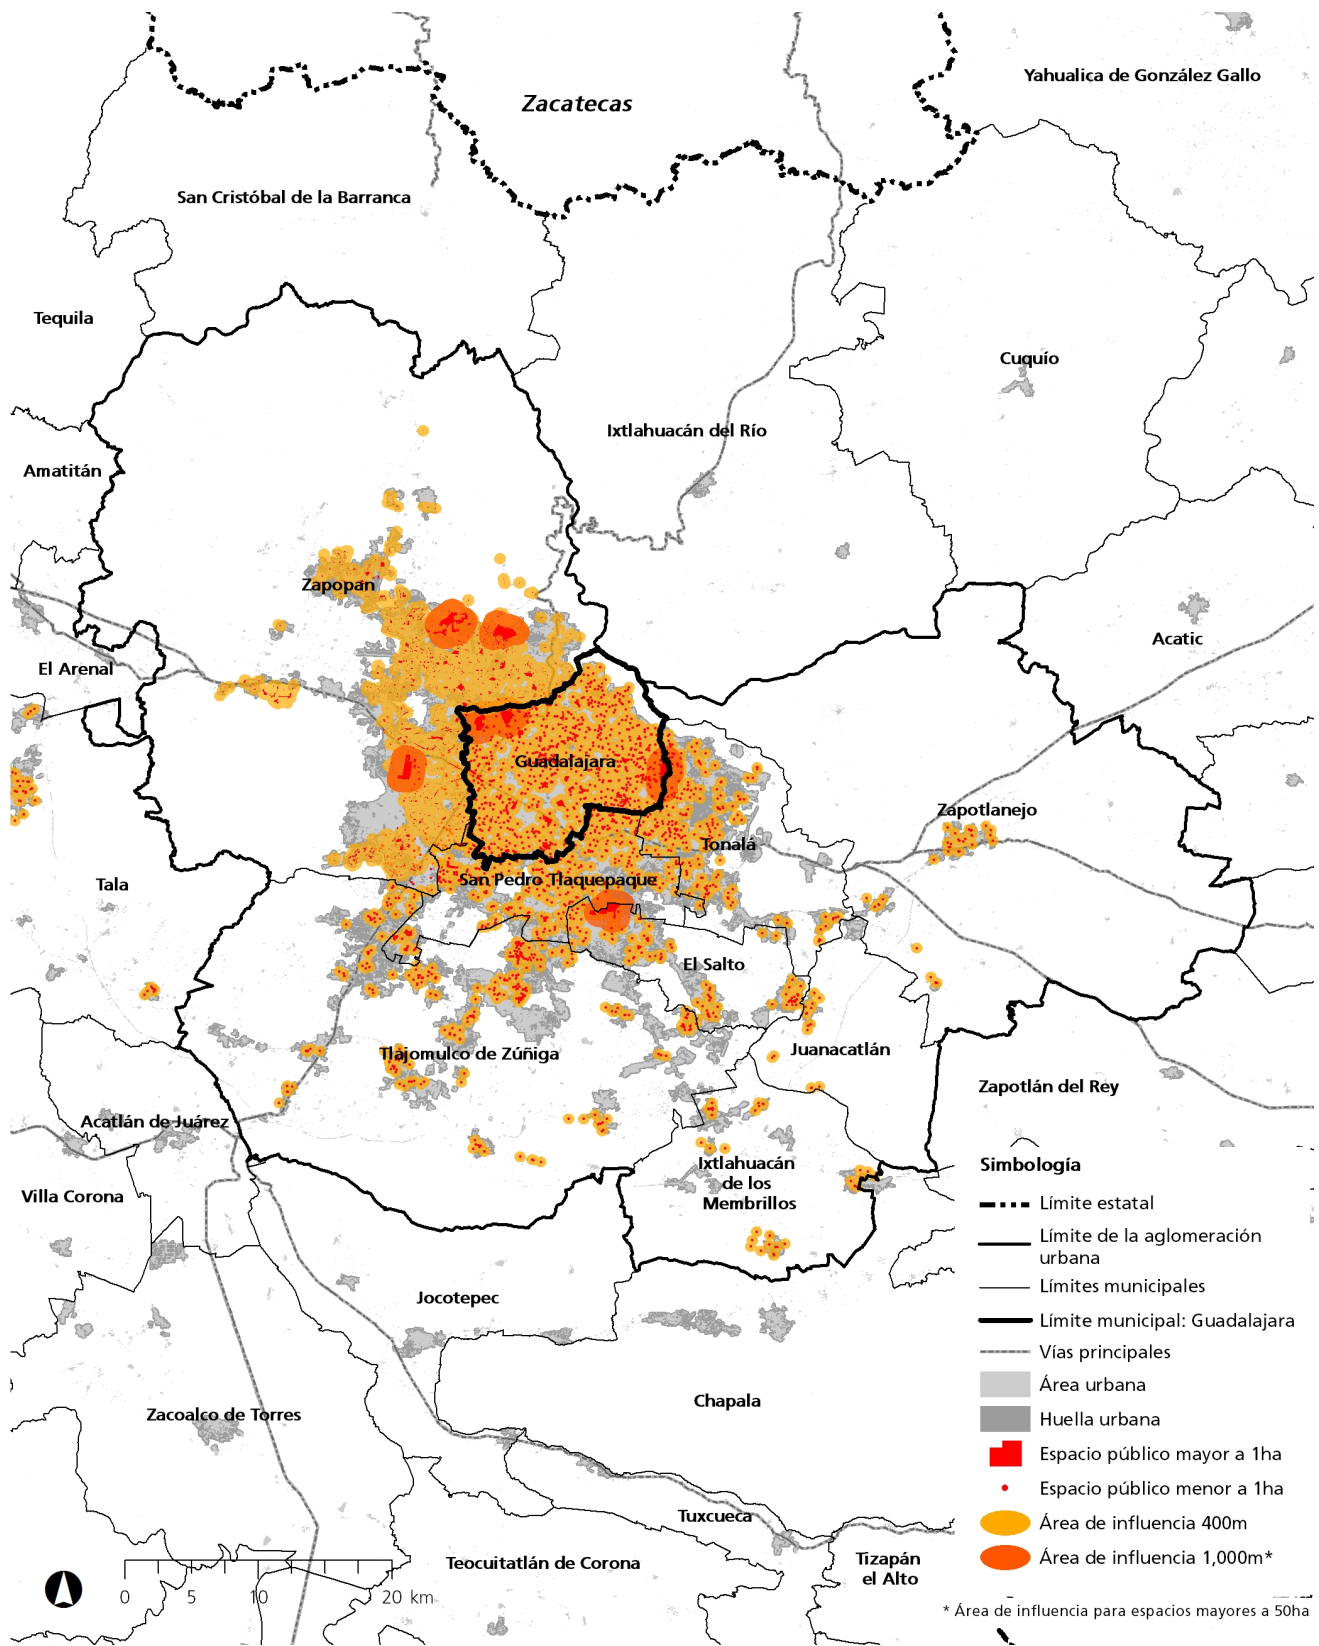 Yahualica de González Gallo
Zacatecas
San Cristóbal de la Barranca
Tequila
Cuquío
Ixtlahuacán del Río
Amatitán
Zapopan
Acatic
El Arenal
Guadalajara
Zapotlanejo
Tonalá
San Pedro Tlaquepaque
Tala
El Salto
Tlajomulco de Zúñiga
Juanacatlán
Zapotlán del Rey
Acatlán de Juárez
Ixtlahuacán
de los
Membrillos
Villa Corona
Jocotepec
Chapala
Zacoalco de Torres
Tuxcueca
Teocuitatlán de Corona
Tizapán
el Alto
Simbología
Límite estatal
Límite de la aglomeración
urbana
Límites municipales
Límite municipal: Guadalajara
Vías principales
Área urbana
Huella urbana
Espacio público mayor a 1ha
Espacio público menor a 1ha
Área de influencia 400m
Área de influencia 1,000m*
0 5 10 20 km
* Área de influencia para espacios mayores a 50ha